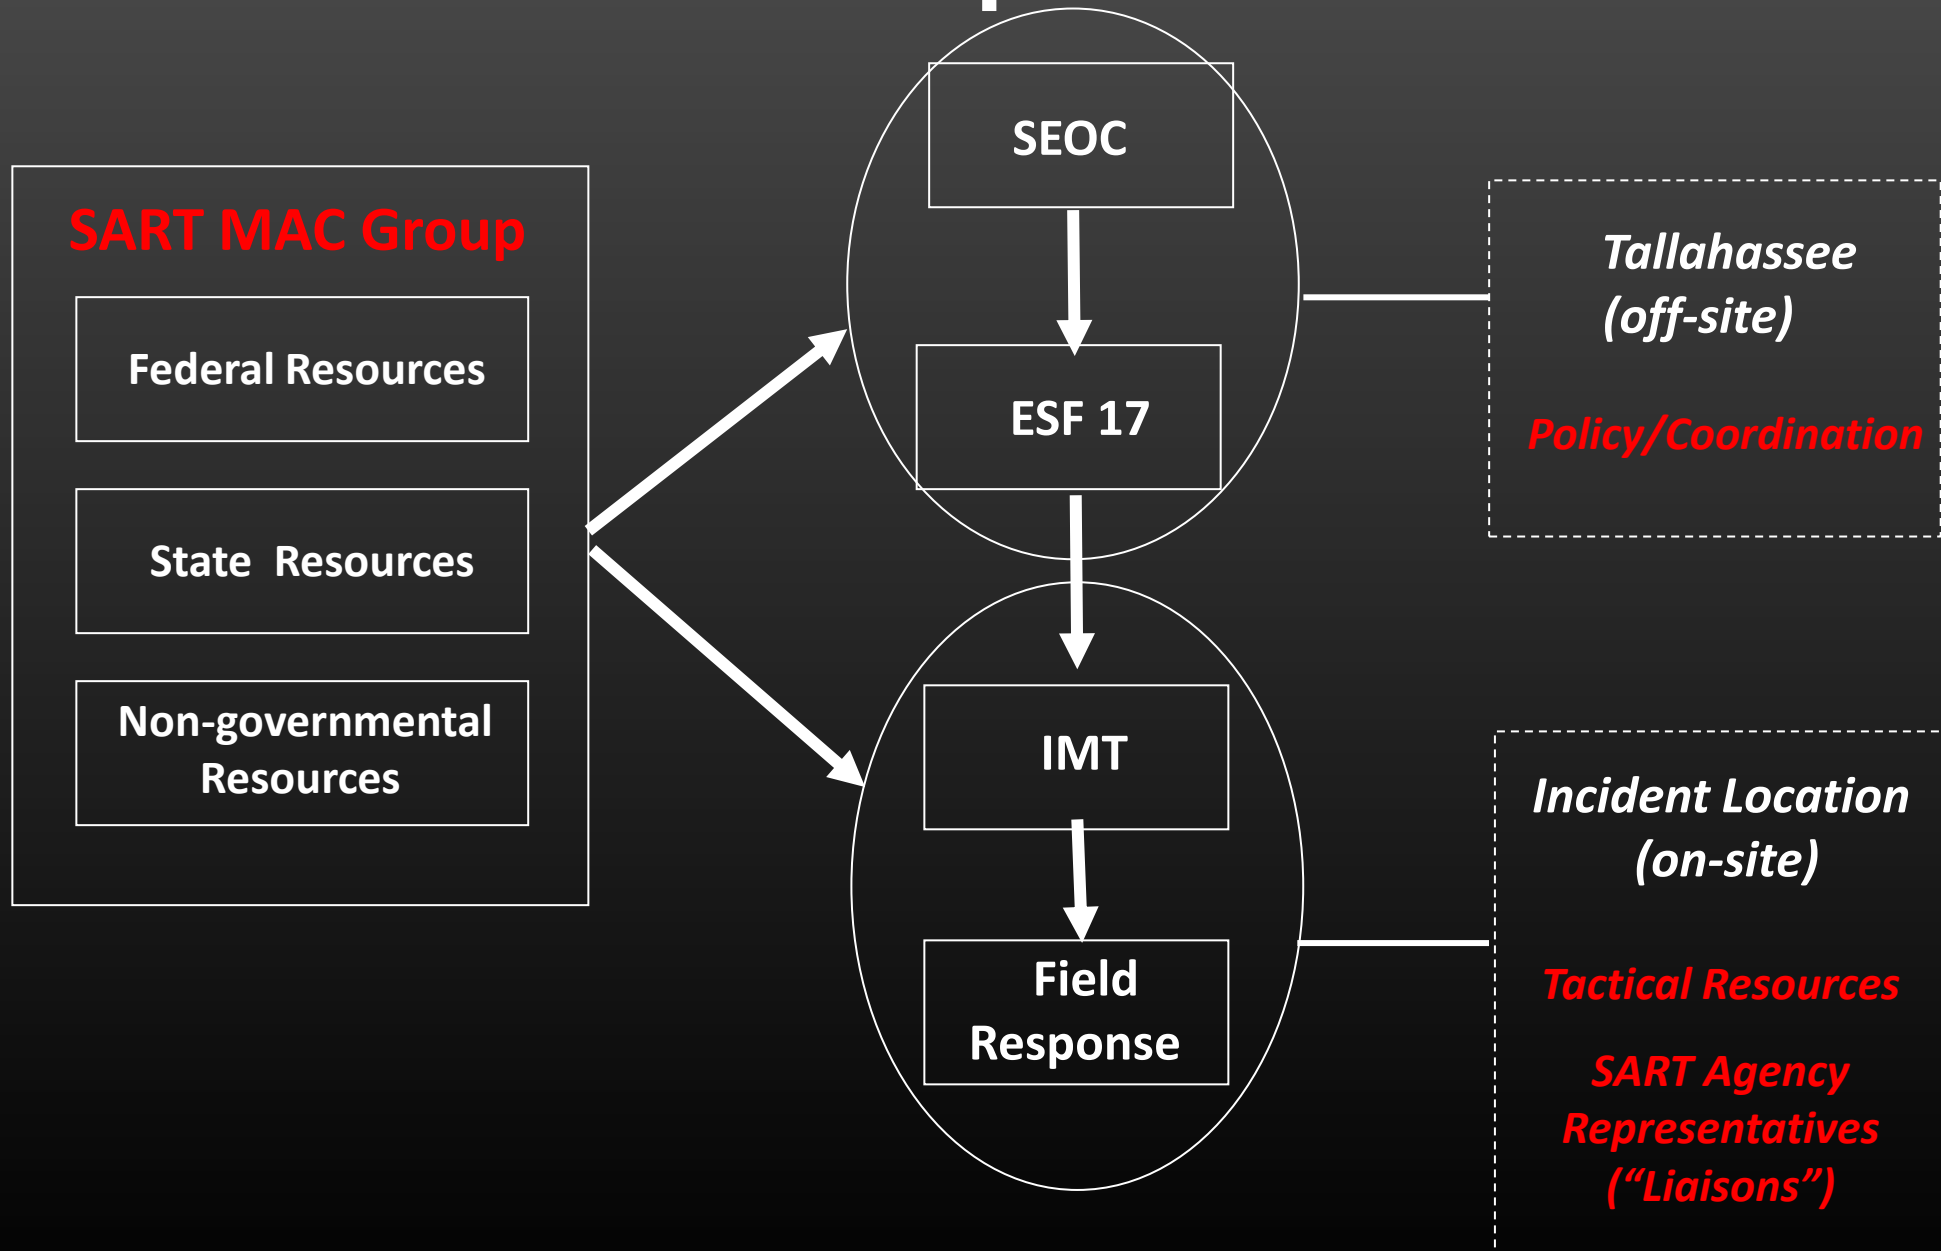 SART MAC Group
Federal Resources
State Resources
Non-governmental
Resources
SEOC
ESF 17
IMT
Field
Response
Tallahassee
(off-site)
Policy/Coordination
Incident Location
(on-site)
Tactical Resources
SART Agency
Representatives
(“Liaisons”)